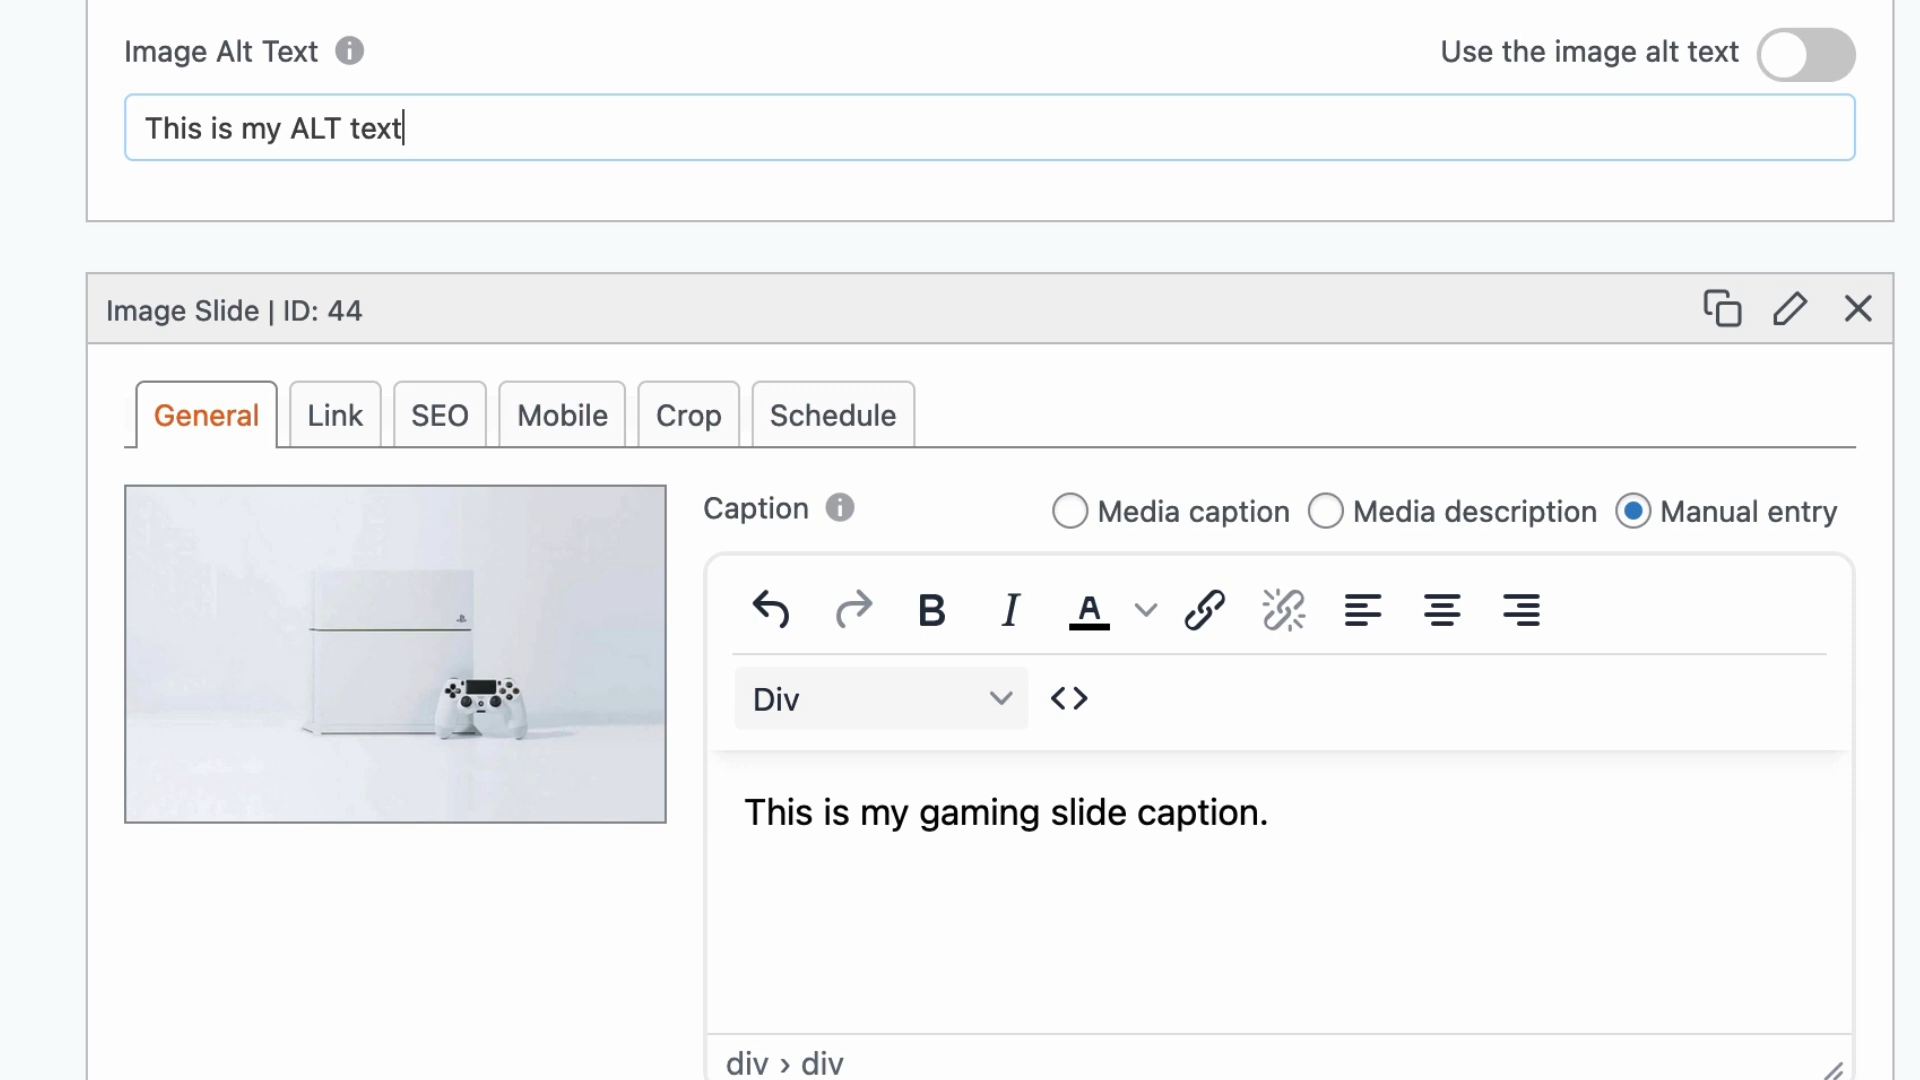 Image Alt Text
Use the image alt text
This is my ALT text
Image Slide | ID: 44
General Link SEO Mobile Crop Schedule
Caption
Media caption Media description Manual entry
B I A
Div
This is my gaming slide caption.
div › div